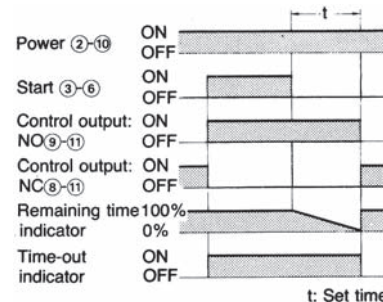 t
Power ②-⑩ ON
OFF
Start ③-⑥ ON
OFF
Control output: ON
NO⑨-⑪ OFF
Control output: ON
NC⑧-⑪ OFF
Remaining time 100%
indicator 0%
Time-out ON
indicator OFF
t: Set time